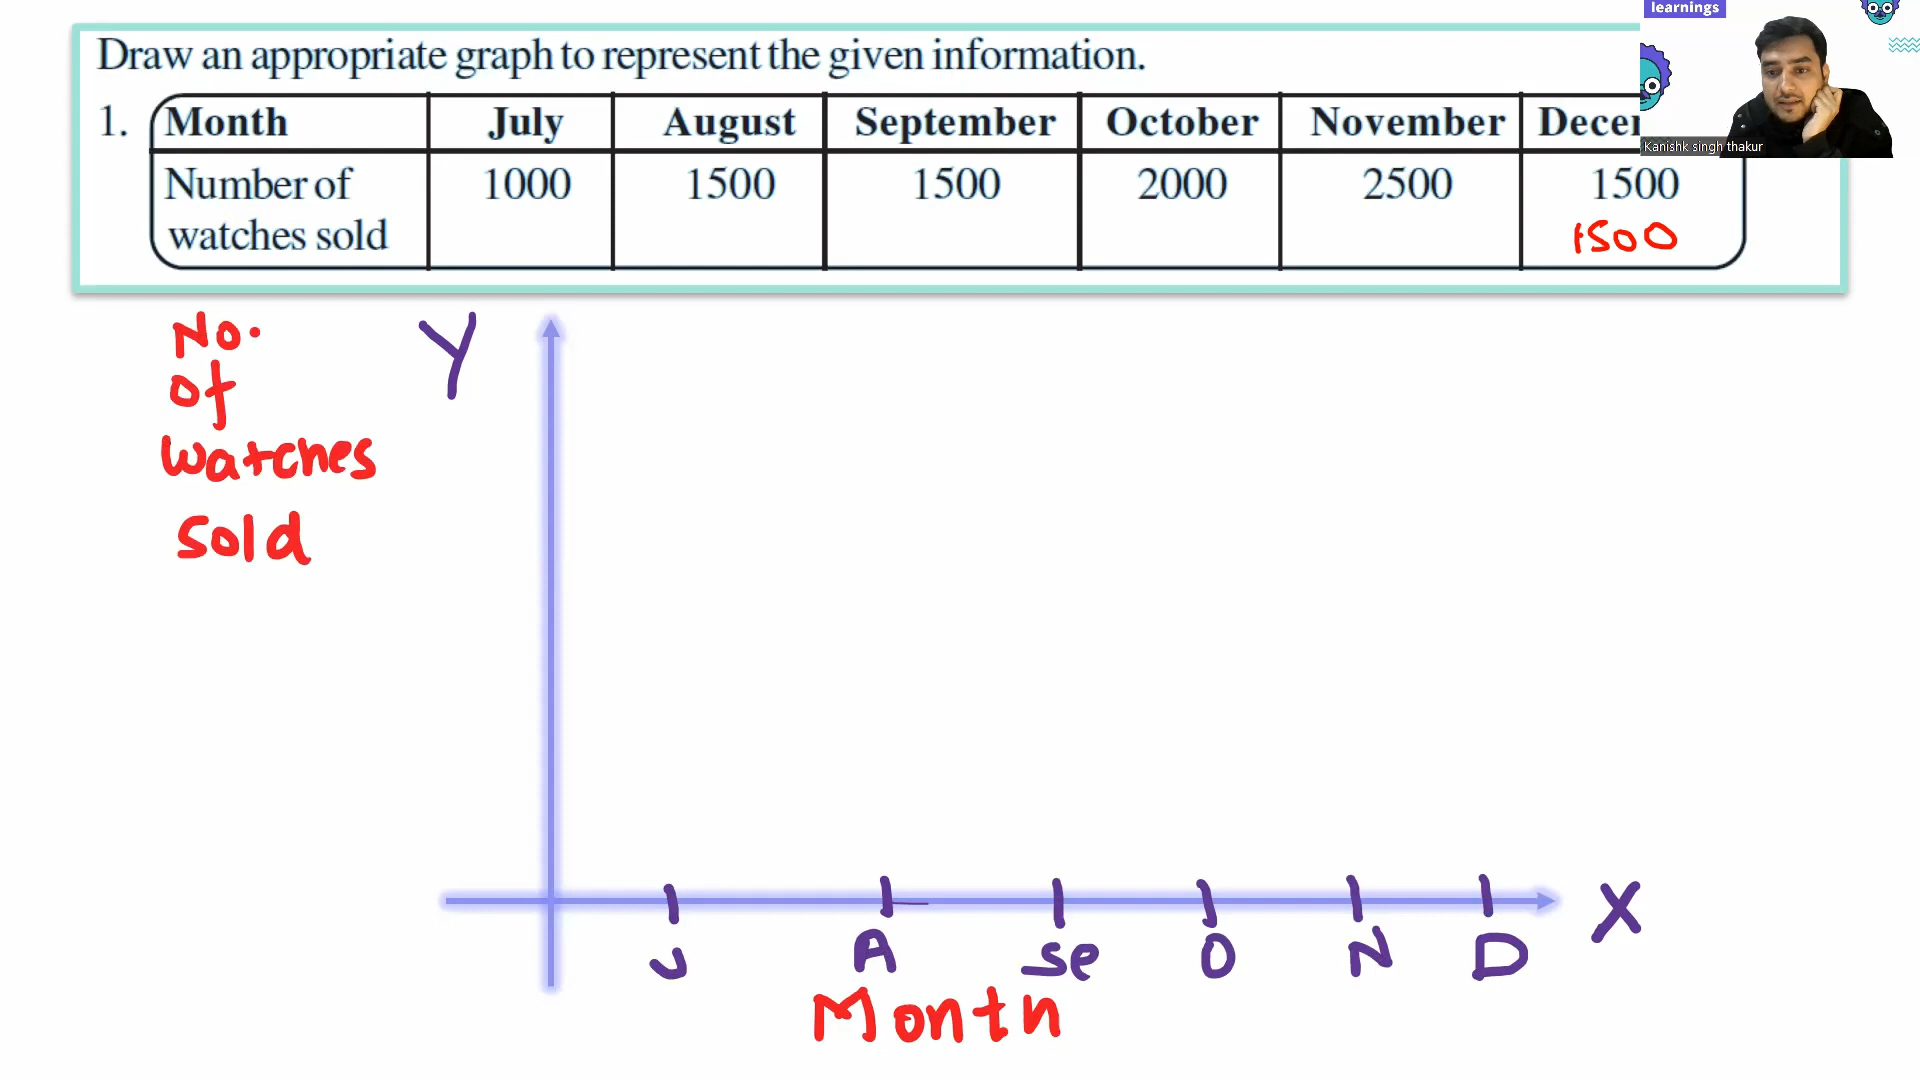 learnings
Draw an appropriate graph to represent the given information.
1. Month July August September October November
Number of 1000 1500 1500 2000 2500 1500
watches sold 1500
Kanishk singh thakur
No. Y
of
watches
sold
X
J A Se O N D
Month